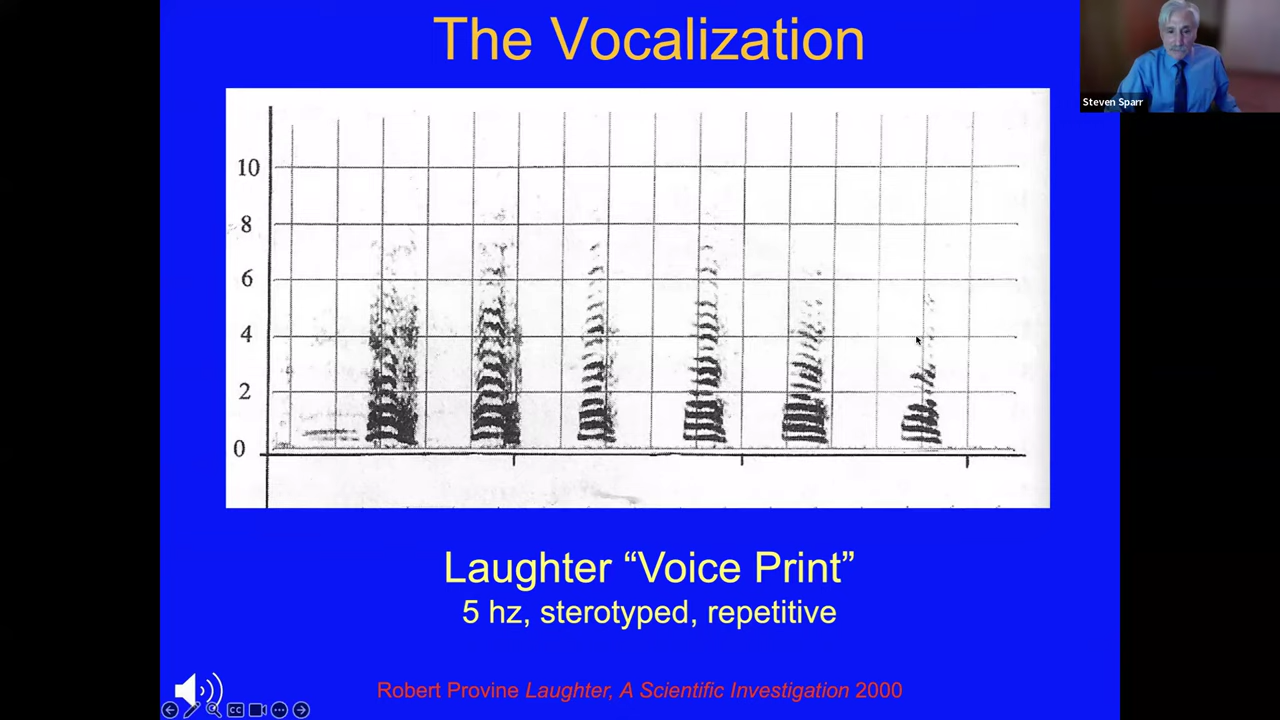 The Vocalization
Steven Sparr
10
8
6
4
2
0
Laughter “Voice Print”
5 hz, sterotyped, repetitive
Robert Provine Laughter, A Scientific Investigation 2000
CC